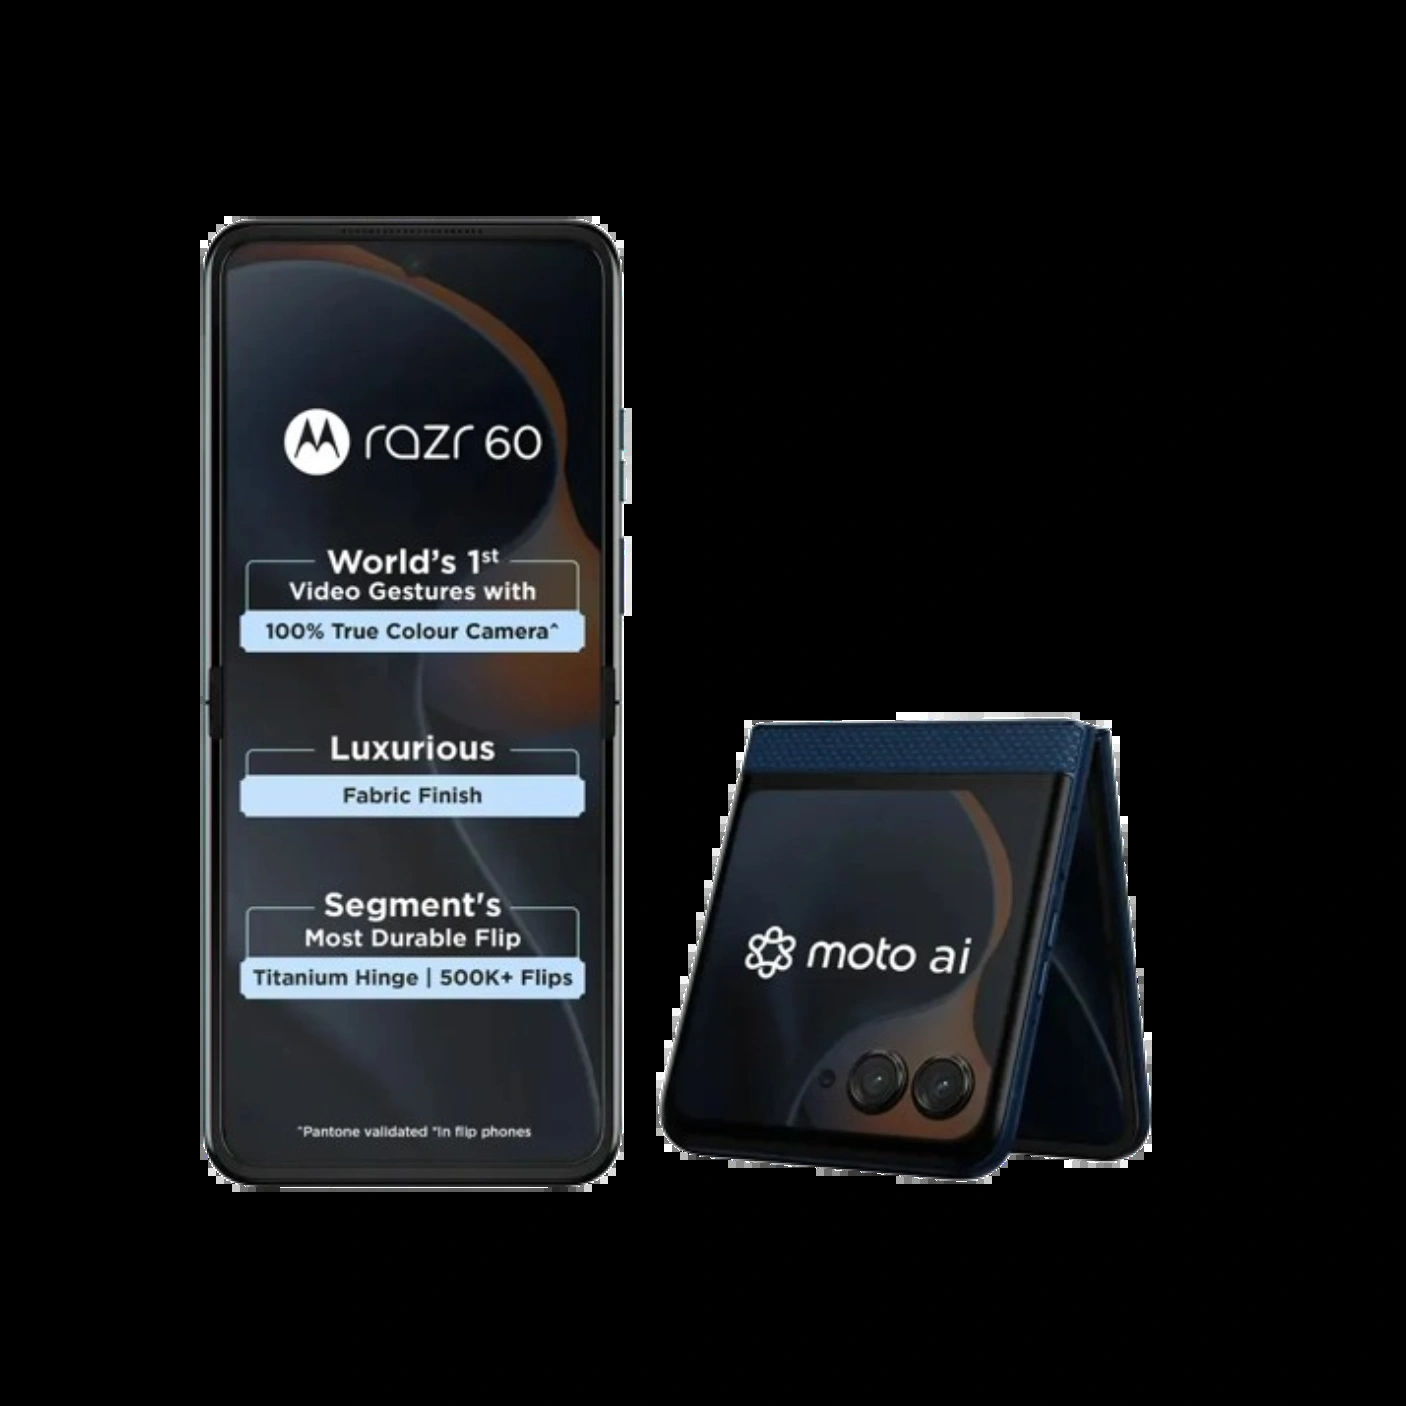 razr 60
World's 1st
Video Gestures with
100% True Colour Camera^
Luxurious
Fabric Finish
Segment's
Most Durable Flip
Titanium Hinge | 500K+ Flips
^Pantone validated *In flip phones
moto ai